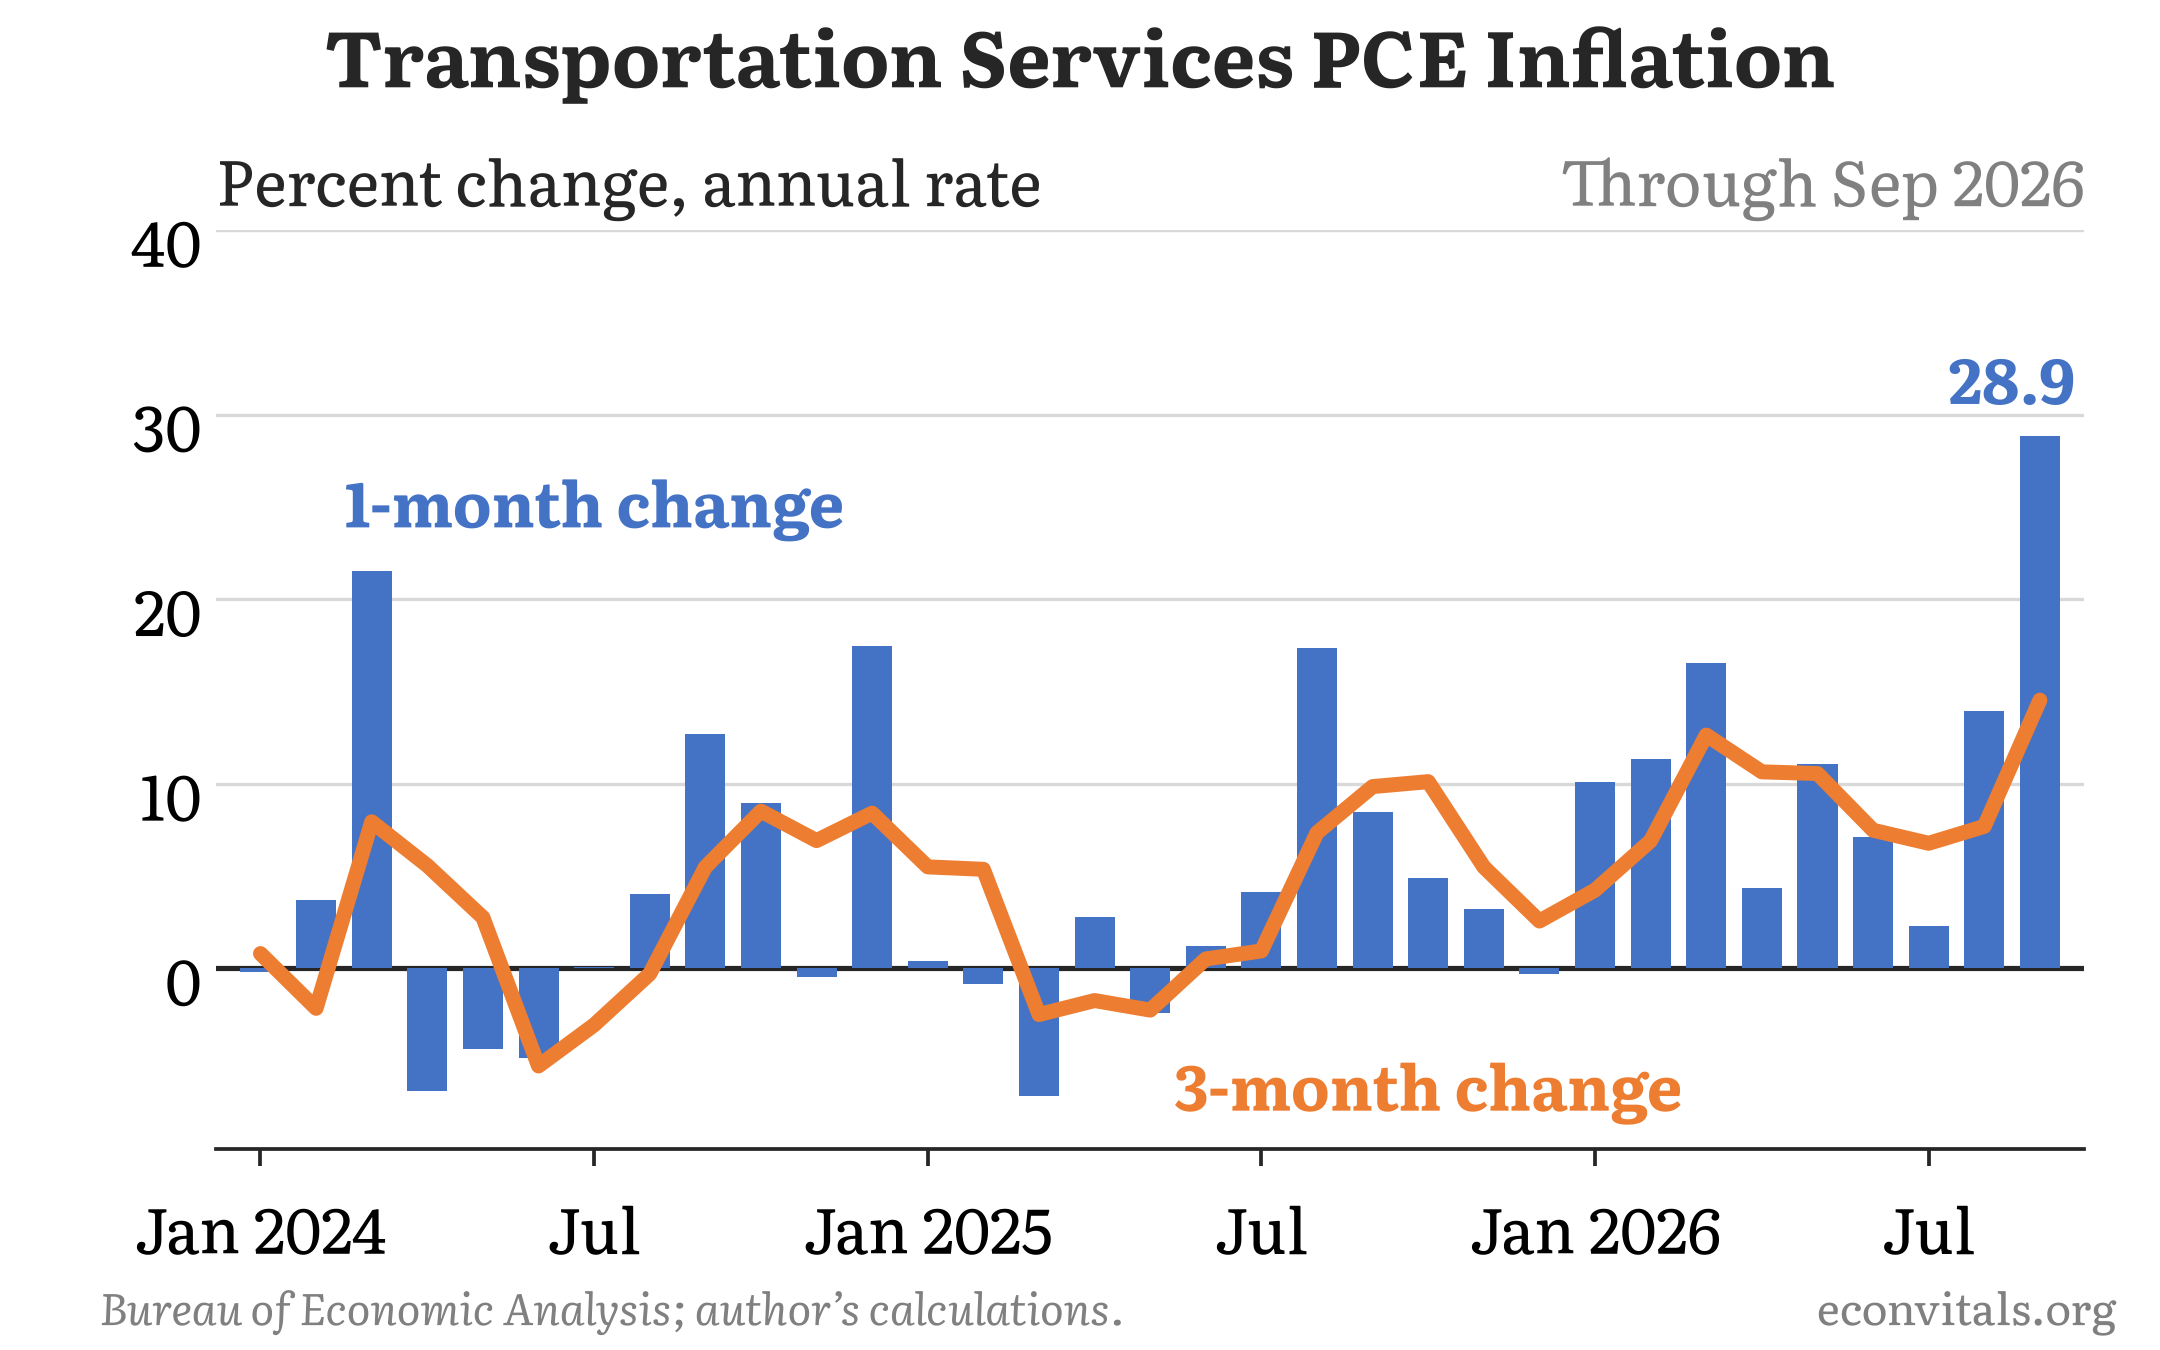 Transportation Services PCE Inflation
Percent change, annual rate
Through Sep 2026
40
30
20
10
0
28.9
1-month change
3-month change
Jan 2024
Jul
Jan 2025
Jul
Jan 2026
Jul
Bureau of Economic Analysis; author’s calculations.
econvitals.org